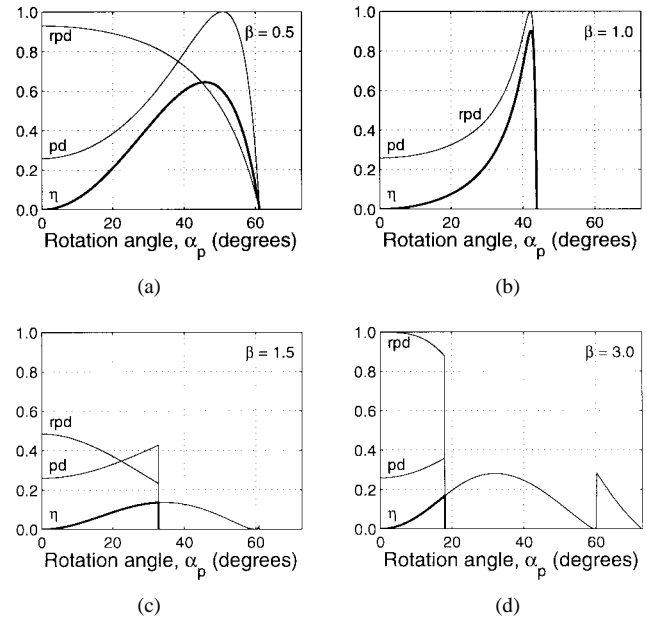 1.0
0.8
0.6
0.4
0.2
0.0
rpd
pd
η
β = 0.5
0 20 40 60
Rotation angle, α_p (degrees)
(a)
1.0
0.8
0.6
0.4
0.2
0.0
rpd
pd
η
β = 1.0
0 20 40 60
Rotation angle, α_p (degrees)
(b)
1.0
0.8
0.6
0.4
0.2
0.0
rpd
pd
η
β = 1.5
0 20 40 60
Rotation angle, α_p (degrees)
(c)
1.0
0.8
0.6
0.4
0.2
0.0
rpd
pd
η
β = 3.0
0 20 40 60
Rotation angle, α_p (degrees)
(d)